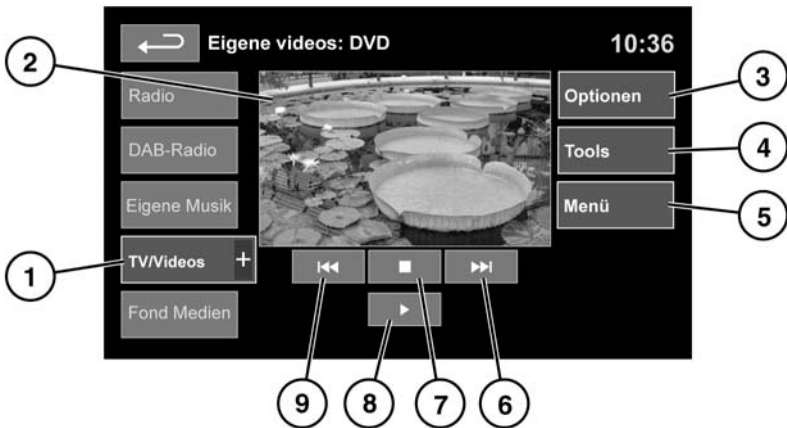 Eigene videos: DVD
10:36
Radio
DAB-Radio
Eigene Musik
TV/Videos +
Fond Medien
Optionen
Tools
Menü
1
2
3
4
5
6
7
8
9